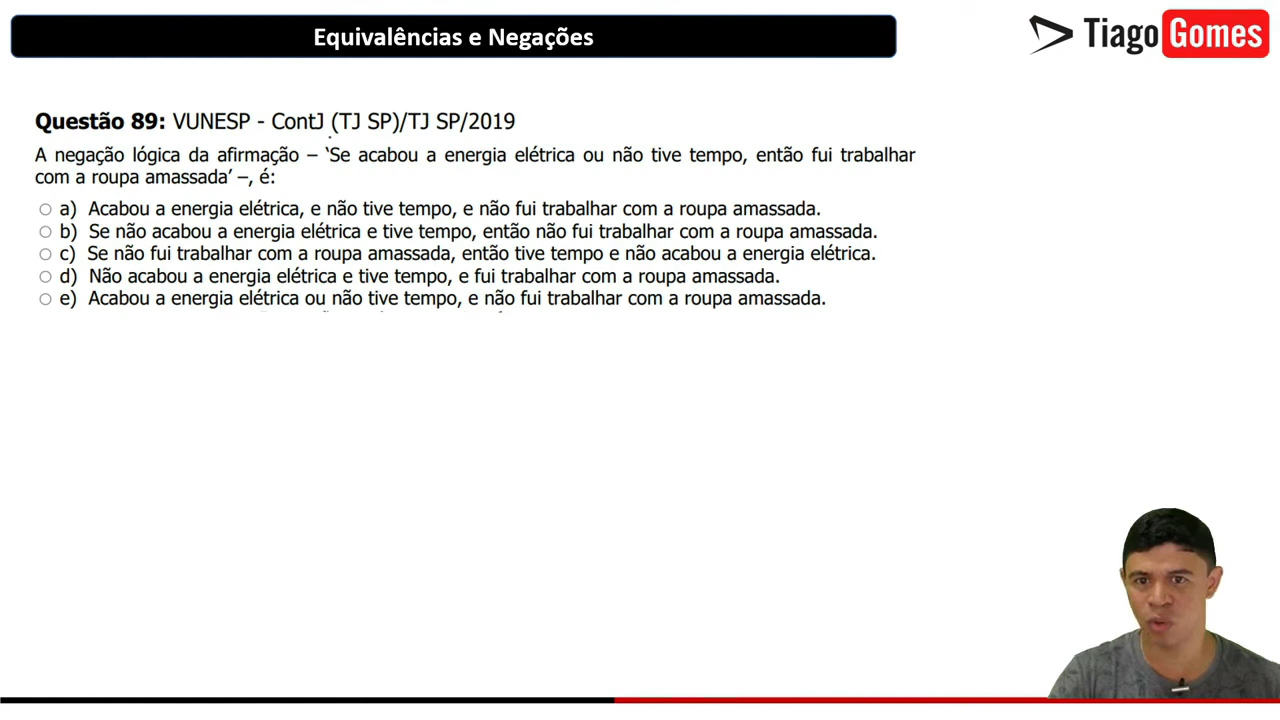 Equivalências e Negações
Tiago Gomes
Questão 89: VUNESP - ContJ (TJ SP)/TJ SP/2019
A negação lógica da afirmação – ‘Se acabou a energia elétrica ou não tive tempo, então fui trabalhar
com a roupa amassada’ –, é:
a) Acabou a energia elétrica, e não tive tempo, e não fui trabalhar com a roupa amassada.
b) Se não acabou a energia elétrica e tive tempo, então não fui trabalhar com a roupa amassada.
c) Se não fui trabalhar com a roupa amassada, então tive tempo e não acabou a energia elétrica.
d) Não acabou a energia elétrica e tive tempo, e fui trabalhar com a roupa amassada.
e) Acabou a energia elétrica ou não tive tempo, e não fui trabalhar com a roupa amassada.